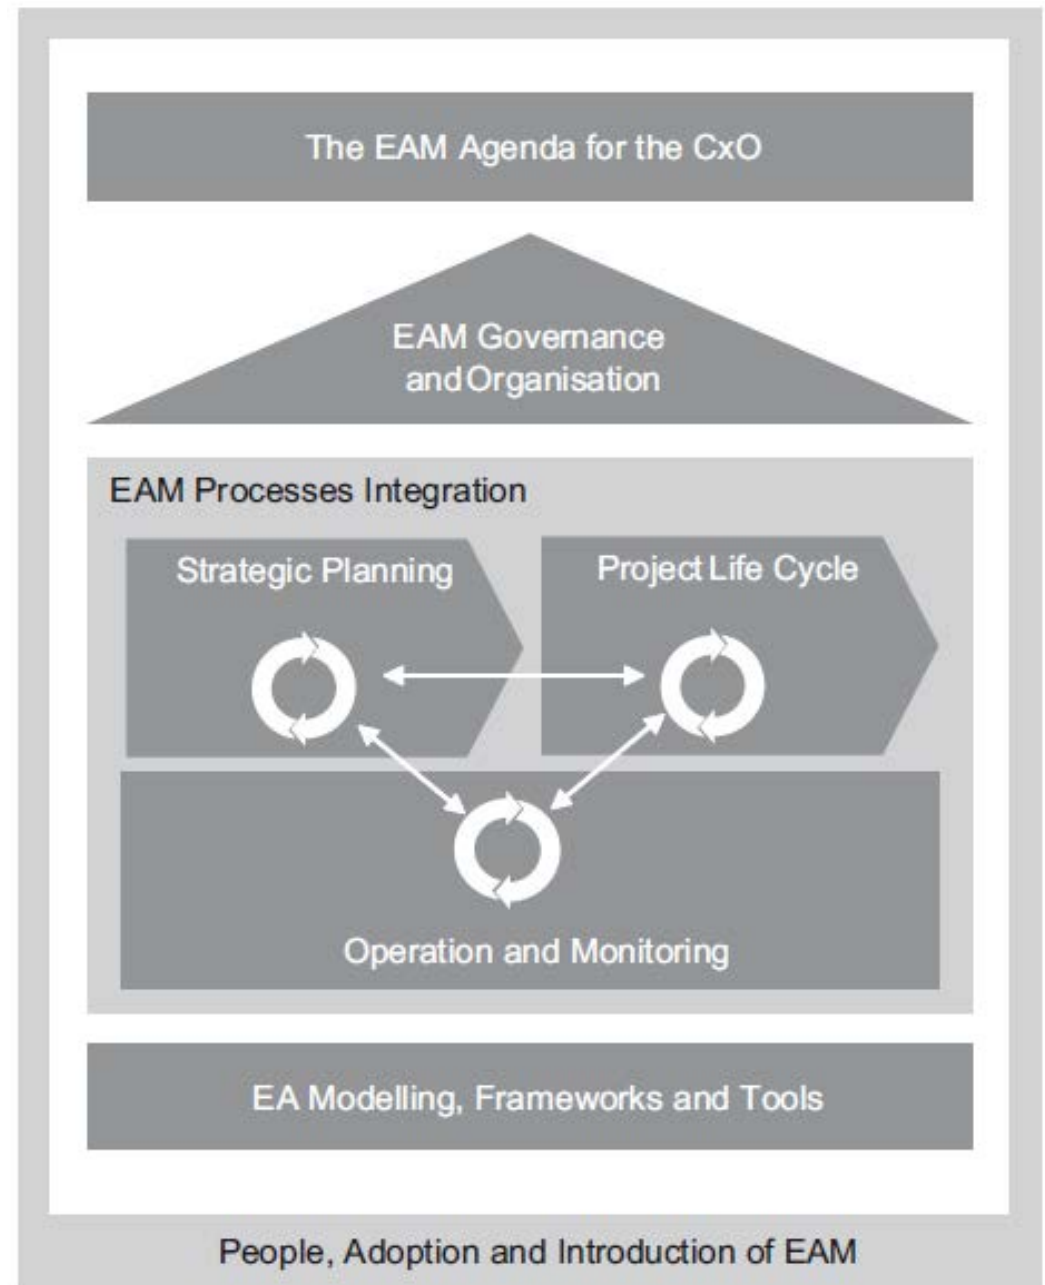 The EAM Agenda for the CxO
EAM Governance
and Organisation
EAM Processes Integration
Strategic Planning
Project Life Cycle
Operation and Monitoring
EA Modelling, Frameworks and Tools
People, Adoption and Introduction of EAM